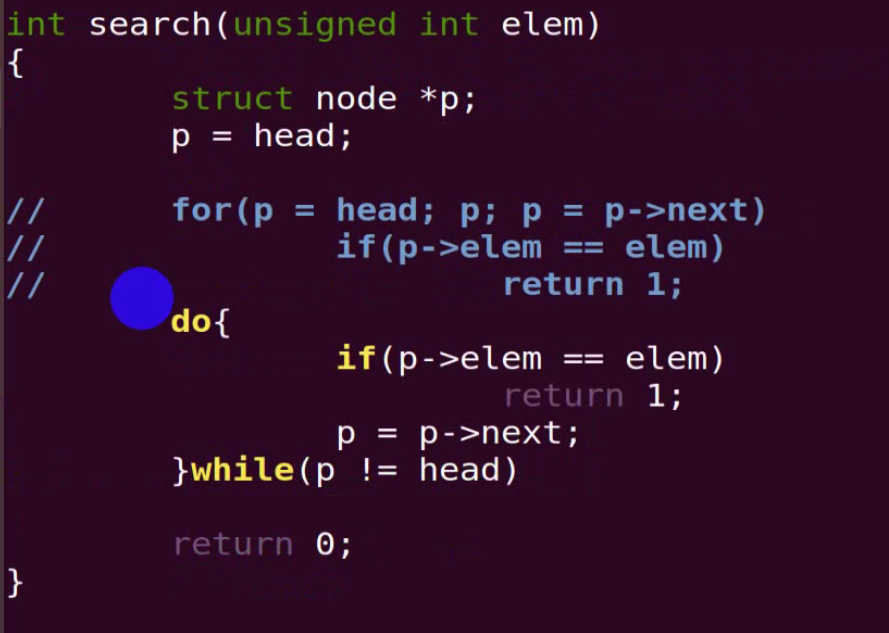 int search(unsigned int elem)
{
struct node *p;
p = head;
// for(p = head; p; p = p->next)
// if(p->elem == elem)
// return 1;
do{
if(p->elem == elem)
return 1;
p = p->next;
}while(p != head)
return 0;
}